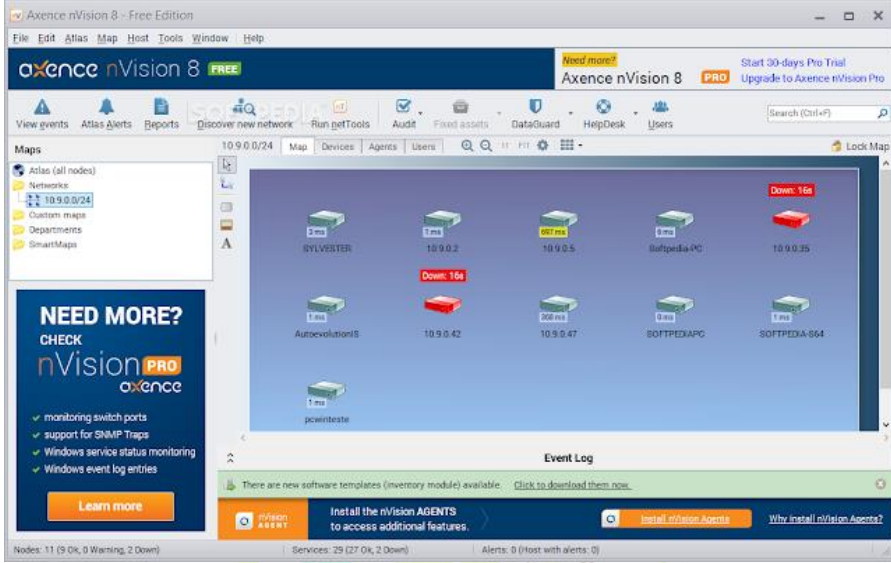 Axence nVision 8 - Free Edition
File Edit Atlas Map Host Tools Window Help
axence nVision 8 FREE
Need more?
Axence nVision 8 PRO
Start 30-days Pro Trial
Upgrade to Axence nVision Pro
View events Atlas Alerts Reports Discover new network Run netTools Audit Fixed assets DataGuard HelpDesk Users
Search (Ctrl+F)
SOFTPEDIA
Maps
10.9.0.0/24 Map Devices Agents Users
FIT
Lock Map
Atlas (all nodes)
Networks
10.9.0.0/24
Custom maps
Departments
SmartMaps
A
Down: 16s
1 ms
697 ms
0 ms
SYLVESTER 10.9.0.2 10.9.0.5 Softpedia-PC 10.9.0.35
Down: 16s
1 ms
0 ms
1 ms
10.9.0.42 10.9.0.47 SOFTPEDIAPC SOFTPEDIA-S64
1 ms
pcwinteste
NEED MORE?
CHECK
nVision PRO
axence
monitoring switch ports
support for SNMP Traps
Windows service status monitoring
Windows event log entries
Learn more
Event Log
There are new software templates (inventory module) available. Click to download them now.
nVision
AGENT
Install the nVision AGENTS
to access additional features.
Install nVision Agents
Why install nVision Agents?
Nodes: 11 (9 Ok, 0 Warning, 2 Down) Services: 29 (27 Ok, 2 Down) Alerts: 0 (Host with alerts: 0)